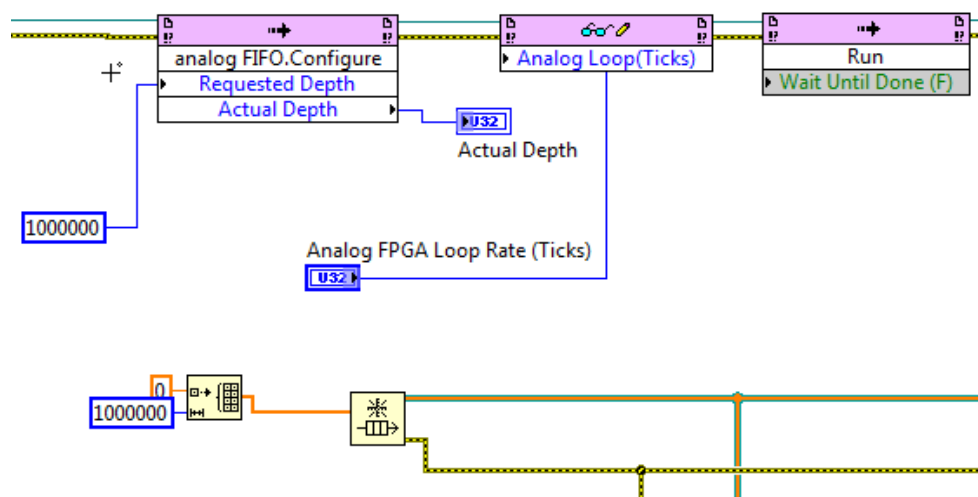 analog FIFO.Configure
Requested Depth
Actual Depth
Analog Loop(Ticks)
Run
Wait Until Done (F)
U32
Actual Depth
1000000
Analog FPGA Loop Rate (Ticks)
U32
0
1000000